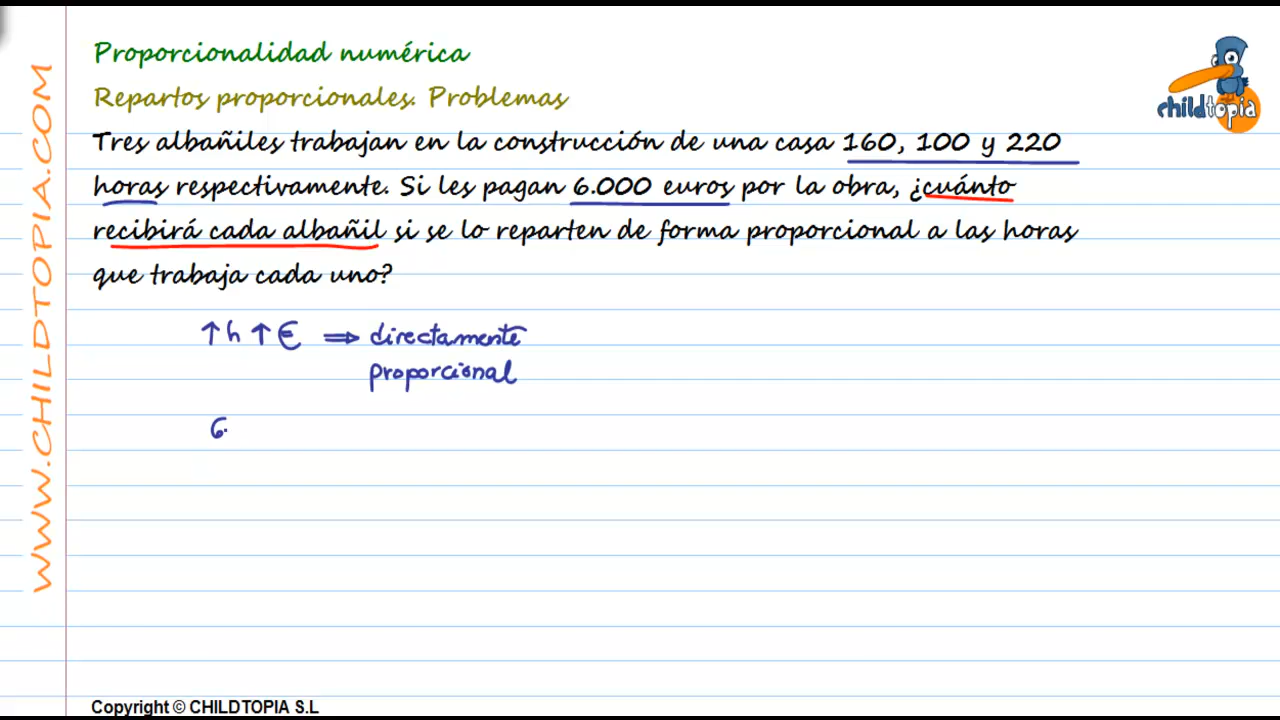 Proporcionalidad numérica
Repartos proporcionales. Problemas
childtopia
Tres albañiles trabajan en la construcción de una casa 160, 100 y 220
horas respectivamente. Si les pagan 6.000 euros por la obra, ¿cuánto
recibirá cada albañil si se lo reparten de forma proporcional a las horas
que trabaja cada uno?
↑h ↑€ ⇒ directamente
proporcional
6.
WWW.CHILDTOPIA.COM
Copyright © CHILDTOPIA S.L